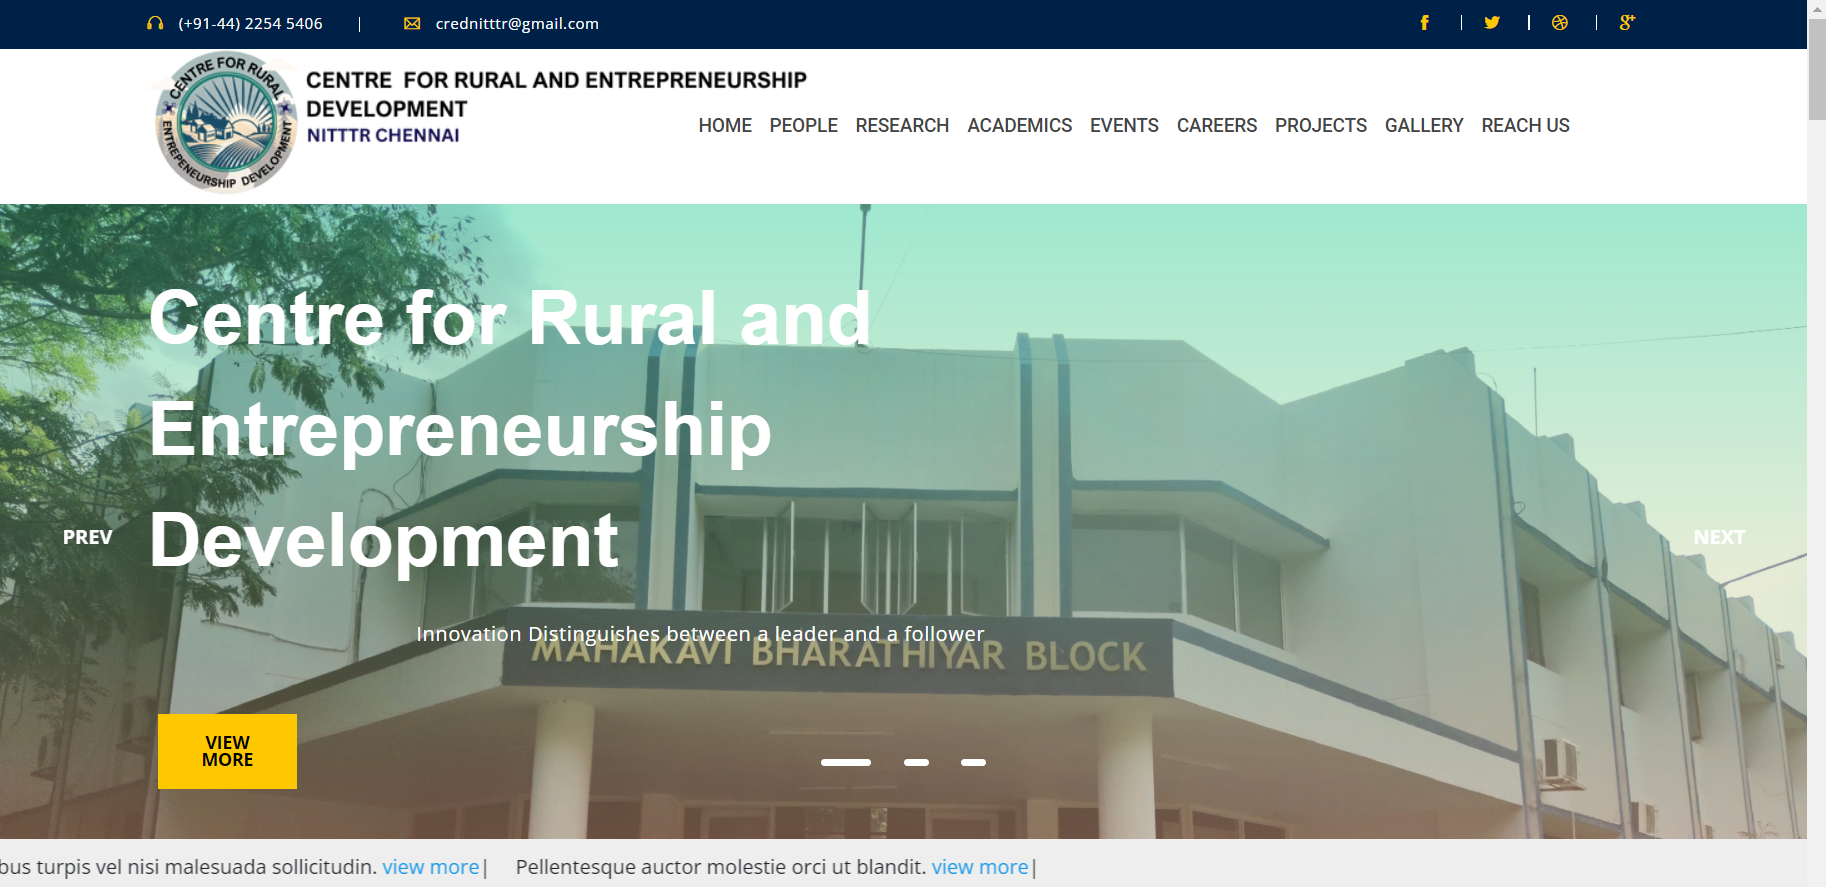 (+91-44) 2254 5406 | crednitttr@gmail.com
CENTRE FOR RURAL
ENTREPENEURSHIP DEVELOPMENT
CENTRE FOR RURAL AND ENTREPRENEURSHIP
DEVELOPMENT
NITTTR CHENNAI
HOME PEOPLE RESEARCH ACADEMICS EVENTS CAREERS PROJECTS GALLERY REACH US
Centre for Rural and
Entrepreneurship
Development
PREV
NEXT
Innovation Distinguishes between a leader and a follower
MAHAKAVI BHARATHIYAR BLOCK
VIEW
MORE
bus turpis vel nisi malesuada sollicitudin. view more| Pellentesque auctor molestie orci ut blandit. view more|